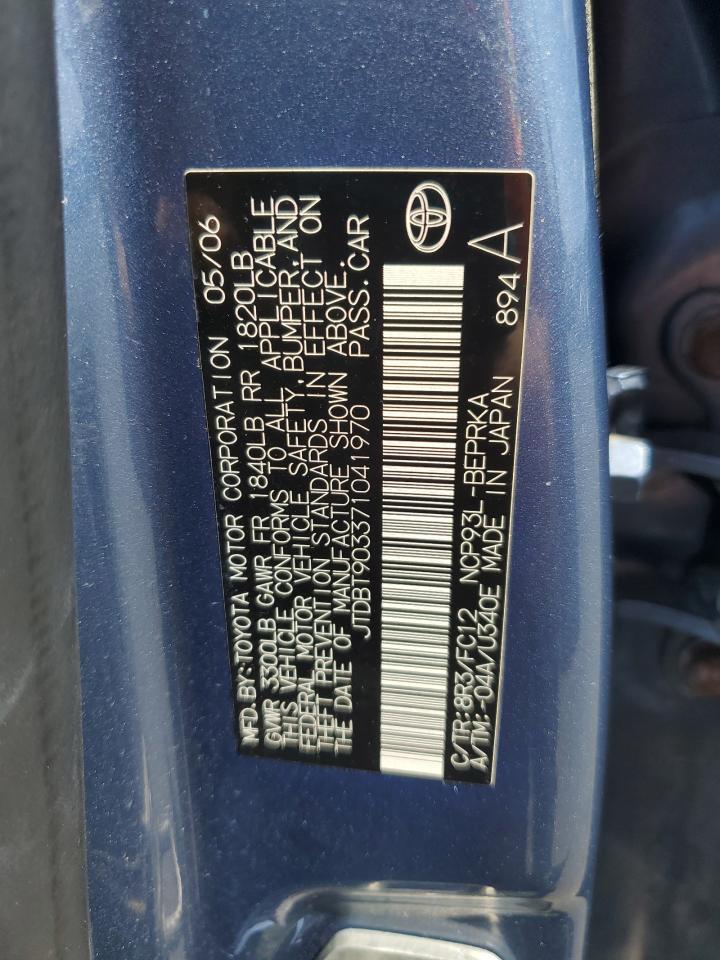 MFD. BY: TOYOTA MOTOR CORPORATION 05/06
GVWR 3300LB GAWR FR 1840LB RR 1820LB
THIS VEHICLE CONFORMS TO ALL APPLICABLE
FEDERAL MOTOR VEHICLE SAFETY, BUMPER, AND
THEFT PREVENTION STANDARDS IN EFFECT ON
THE DATE OF MANUFACTURE SHOWN ABOVE.
JTDBT903371041970 PASS. CAR
C/TR: 8R3/FC12 NCP93L-BEPRKA
A/TM: -04A/U340E MADE IN JAPAN 894 A